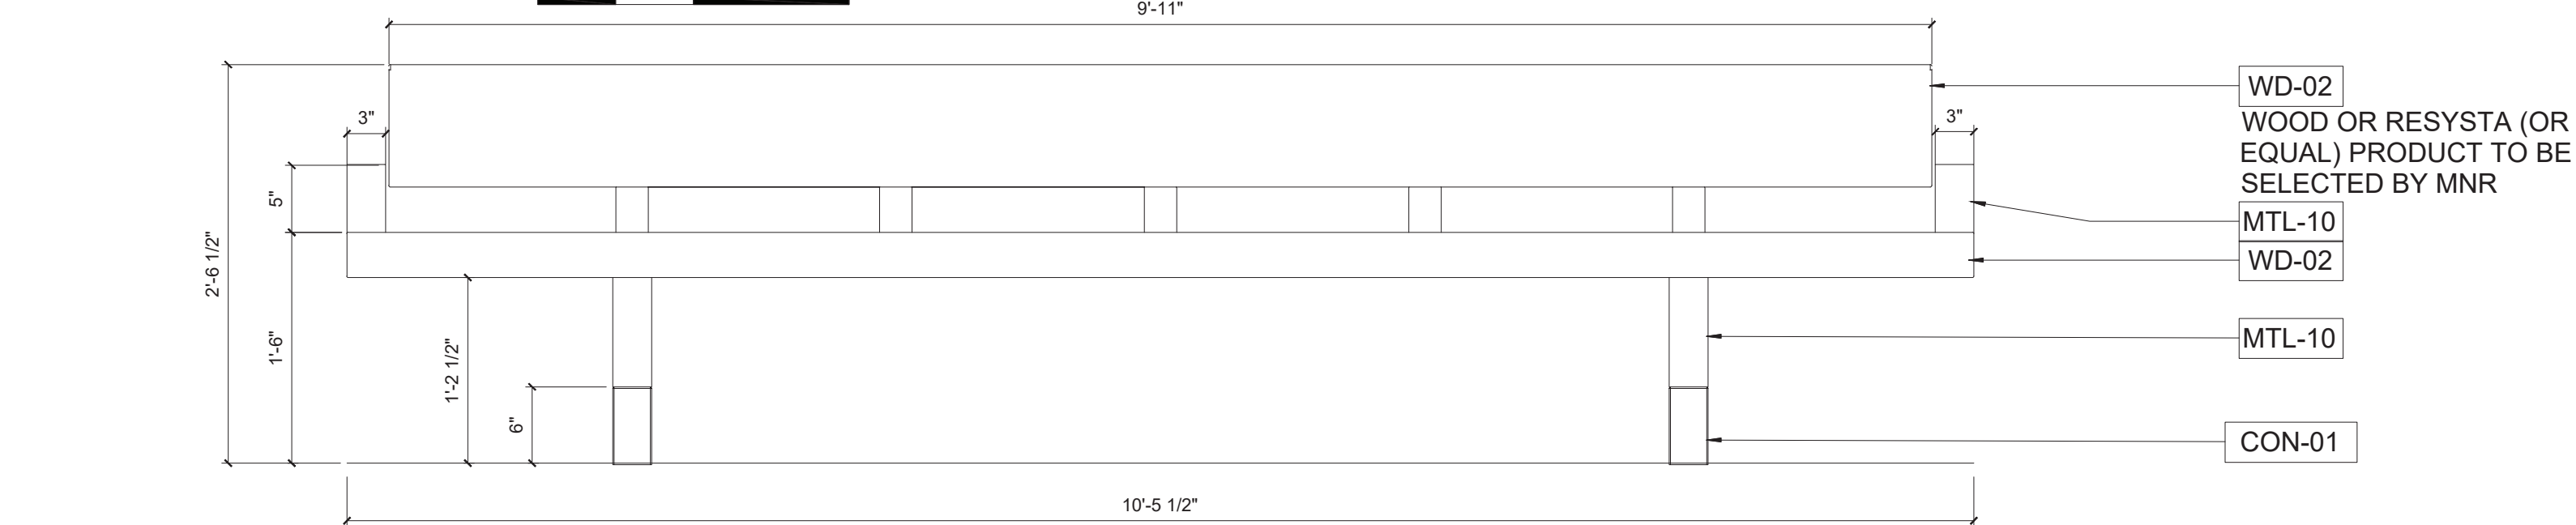 9'-11"
WD-02
WOOD OR RESYSTA (OR
EQUAL) PRODUCT TO BE
SELECTED BY MNR
3"
3"
5"
MTL-10
2'-6 1/2"
WD-02
1'-6"
1'-2 1/2"
MTL-10
6"
CON-01
10'-5 1/2"